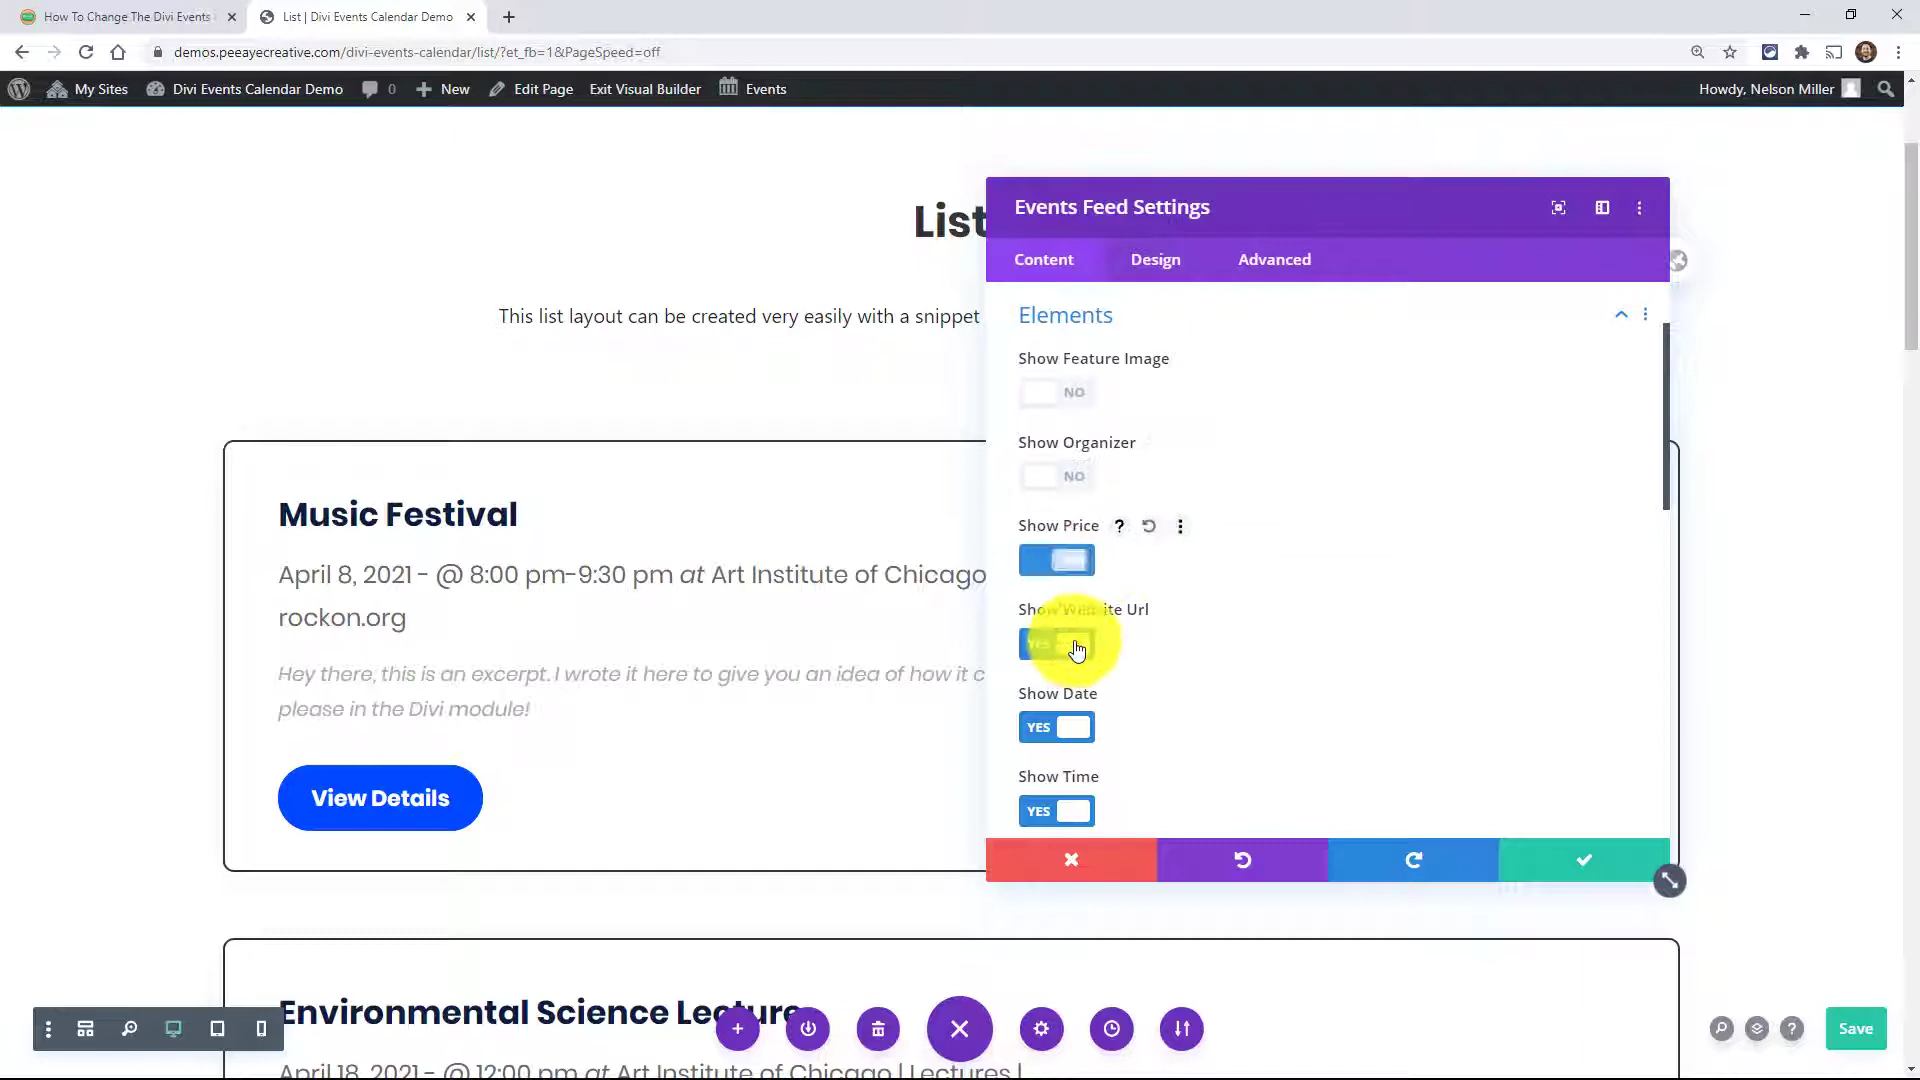 How To Change The Divi Events
List | Divi Events Calendar Demo
demos.peeayecreative.com/divi-events-calendar/list/?et_fb=1&PageSpeed=off
My Sites
Divi Events Calendar Demo
0
New
Edit Page
Exit Visual Builder
Events
Howdy, Nelson Miller
List
This list layout can be created very easily with a snippet
Music Festival
April 8, 2021 - @ 8:00 pm-9:30 pm at Art Institute of Chicago
rockon.org
Hey there, this is an excerpt. I wrote it here to give you an idea of how it c
please in the Divi module!
View Details
Environmental Science Lecture
April 18, 2021 - @ 12:00 pm at Art Institute of Chicago | Lectures |
Events Feed Settings
Content
Design
Advanced
Elements
Show Feature Image
NO
Show Organizer
NO
Show Price ?
Show Website Url
YES
Show Date
YES
Show Time
YES
?
Save